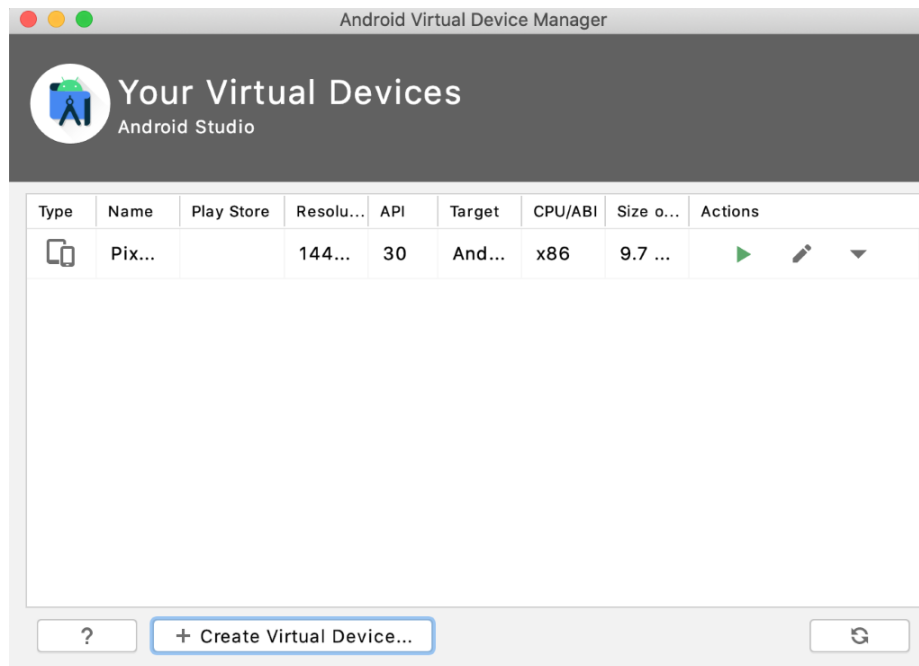 Android Virtual Device Manager
Your Virtual Devices
Android Studio
Type Name Play Store Resolu... API Target CPU/ABI Size o... Actions
Pix... 144... 30 And... x86 9.7 ...
? + Create Virtual Device...